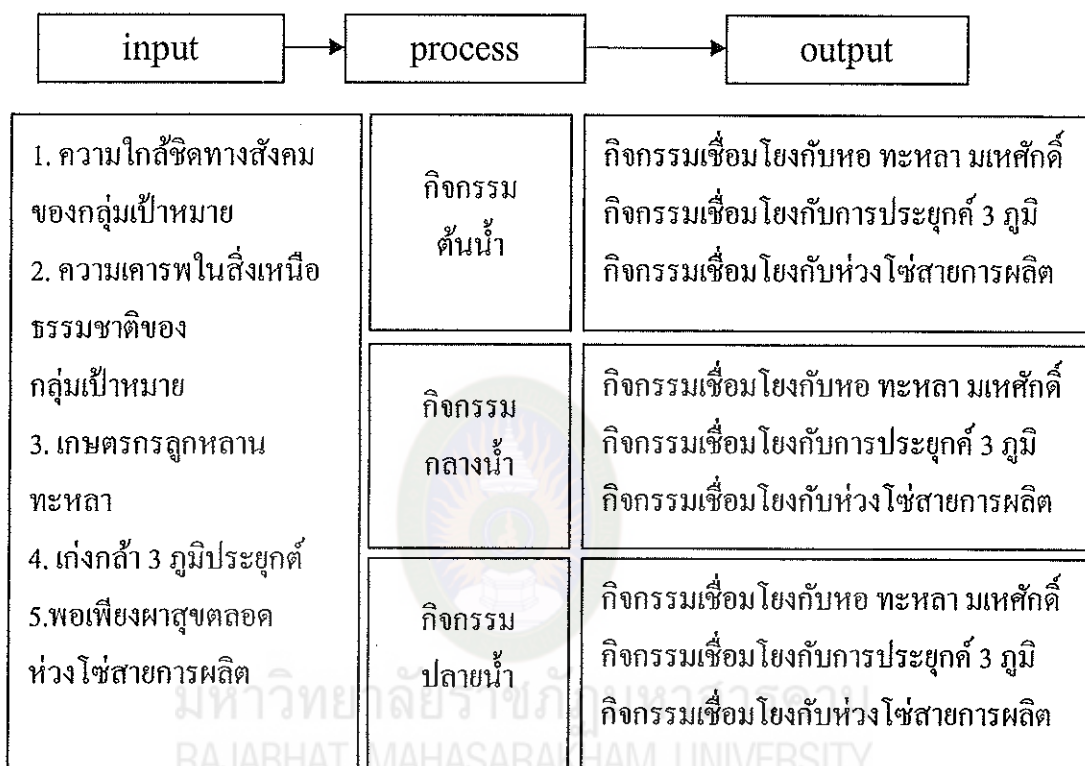 input
process
output
1. ความใกล้ชิดทางสังคม
ของกลุ่มเป้าหมาย
2. ความเคารพในสิ่งเหนือ
ธรรมชาติของ
กลุ่มเป้าหมาย
3. เกษตรกรลูกหลาน
ทะหลา
4. เก่งกล้า 3 ภูมิประยุกต์
5.พอเพียงผาสุขตลอด
ห่วงโซ่สายการผลิต
กิจกรรม
ต้นน้ำ
กิจกรรมเชื่อมโยงกับหอ ทะหลา มเหศักดิ์
กิจกรรมเชื่อมโยงกับการประยุกค์ 3 ภูมิ
กิจกรรมเชื่อมโยงกับห่วงโซ่สายการผลิต
กิจกรรม
กลางน้ำ
กิจกรรมเชื่อมโยงกับหอ ทะหลา มเหศักดิ์
กิจกรรมเชื่อมโยงกับการประยุกค์ 3 ภูมิ
กิจกรรมเชื่อมโยงกับห่วงโซ่สายการผลิต
กิจกรรม
ปลายน้ำ
กิจกรรมเชื่อมโยงกับหอ ทะหลา มเหศักดิ์
กิจกรรมเชื่อมโยงกับการประยุกค์ 3 ภูมิ
กิจกรรมเชื่อมโยงกับห่วงโซ่สายการผลิต
มหาวิทยาลัยราชภัฏมหาสารคาม
RAJABHAT MAHASARAKHAM UNIVERSITY